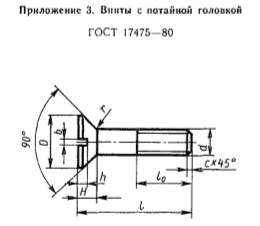 Приложение 3. Винты с потайной головкой
ГОСТ 17475—80
90°
D
b
r
d
c×45°
h
H
l₀
l